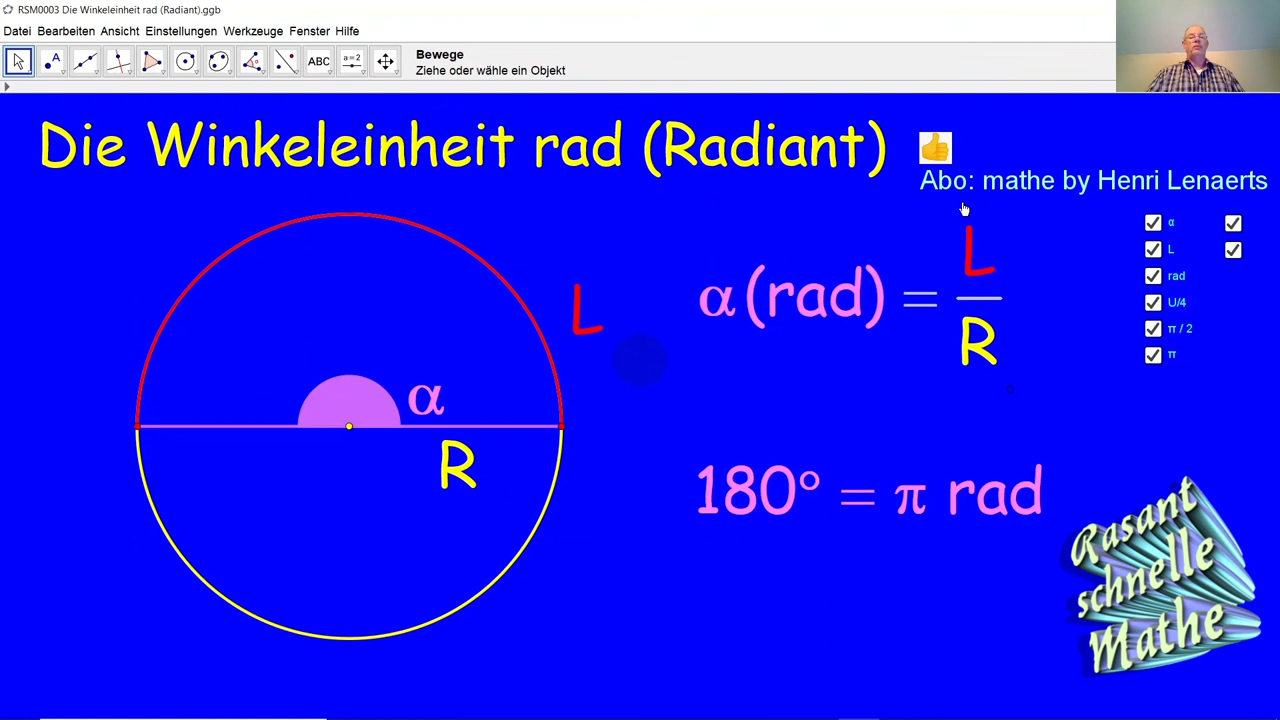 RSM0003 Die Winkeleinheit rad (Radiant).ggb
Datei Bearbeiten Ansicht Einstellungen Werkzeuge Fenster Hilfe
A
ABC
a=2
Bewege
Ziehe oder wähle ein Objekt
Die Winkeleinheit rad (Radiant)
Abo: mathe by Henri Lenaerts
α
L
rad
U/4
π / 2
π
L
α
R
α(rad) = L
R
180° = π rad
Rasant
schnelle
Mathe